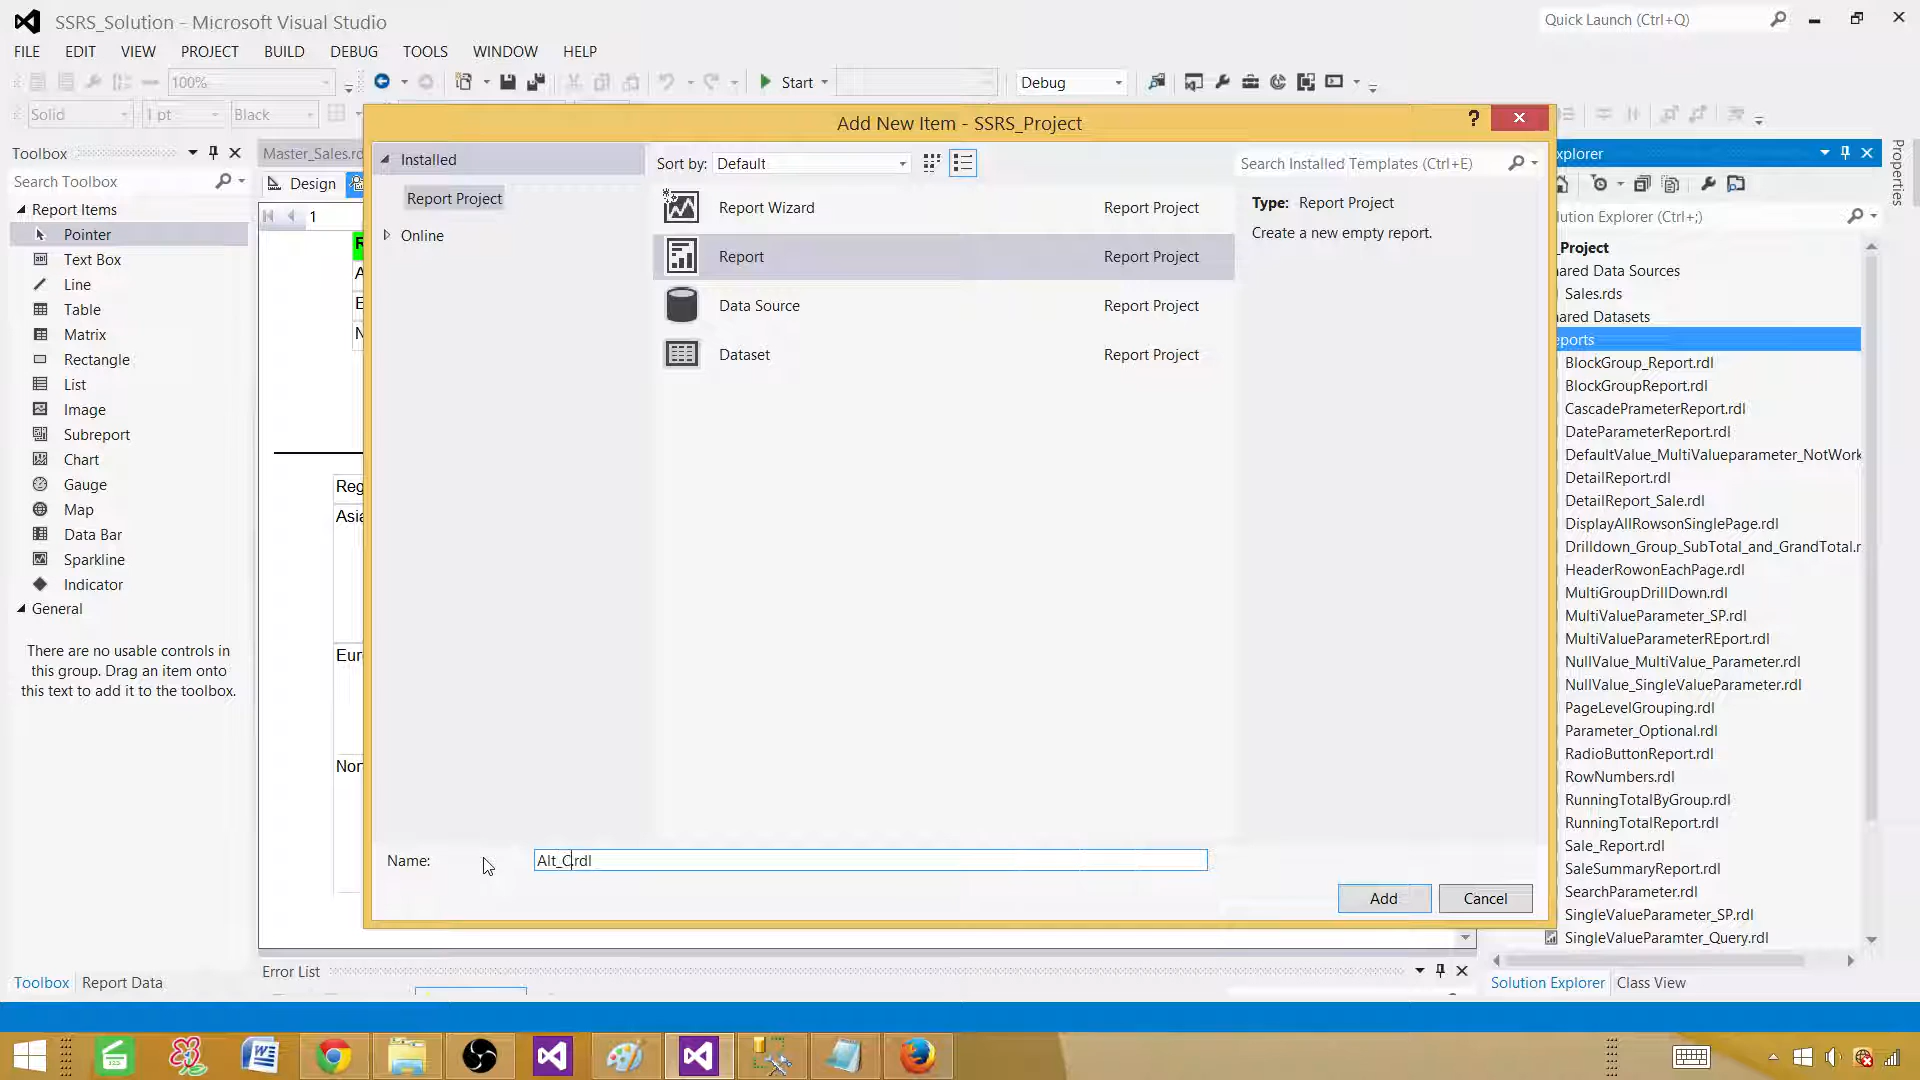 SSRS_Solution - Microsoft Visual Studio
Quick Launch (Ctrl+Q)
FILE EDIT VIEW PROJECT BUILD DEBUG TOOLS WINDOW HELP
100%
Start
Debug
Solid
1 pt
Black
Add New Item - SSRS_Project
?
Toolbox
Search Toolbox
Report Items
Pointer
Text Box
Line
Table
Matrix
Rectangle
List
Image
Subreport
Chart
Gauge
Map
Data Bar
Sparkline
Indicator
General
There are no usable controls in
this group. Drag an item onto
this text to add it to the toolbox.
Toolbox
Report Data
Master_Sales.rd
Design
1
R
A
E
N
Reg
Asia
Eur
Nor
Installed
Report Project
Online
Sort by: Default
Report Wizard Report Project
Report Report Project
Data Source Report Project
Dataset Report Project
Search Installed Templates (Ctrl+E)
Type: Report Project
Create a new empty report.
Name: Alt_C.rdl
Add
Cancel
Error List
xplorer
lution Explorer (Ctrl+;)
_Project
ared Data Sources
Sales.rds
ared Datasets
eports
BlockGroup_Report.rdl
BlockGroupReport.rdl
CascadePrameterReport.rdl
DateParameterReport.rdl
DefaultValue_MultiValueparameter_NotWork
DetailReport.rdl
DetailReport_Sale.rdl
DisplayAllRowsonSinglePage.rdl
Drilldown_Group_SubTotal_and_GrandTotal.r
HeaderRowonEachPage.rdl
MultiGroupDrillDown.rdl
MultiValueParameter_SP.rdl
MultiValueParameterREport.rdl
NullValue_MultiValue_Parameter.rdl
NullValue_SingleValueParameter.rdl
PageLevelGrouping.rdl
Parameter_Optional.rdl
RadioButtonReport.rdl
RowNumbers.rdl
RunningTotalByGroup.rdl
RunningTotalReport.rdl
Sale_Report.rdl
SaleSummaryReport.rdl
SearchParameter.rdl
SingleValueParameter_SP.rdl
SingleValueParamter_Query.rdl
Solution Explorer
Class View
Properties